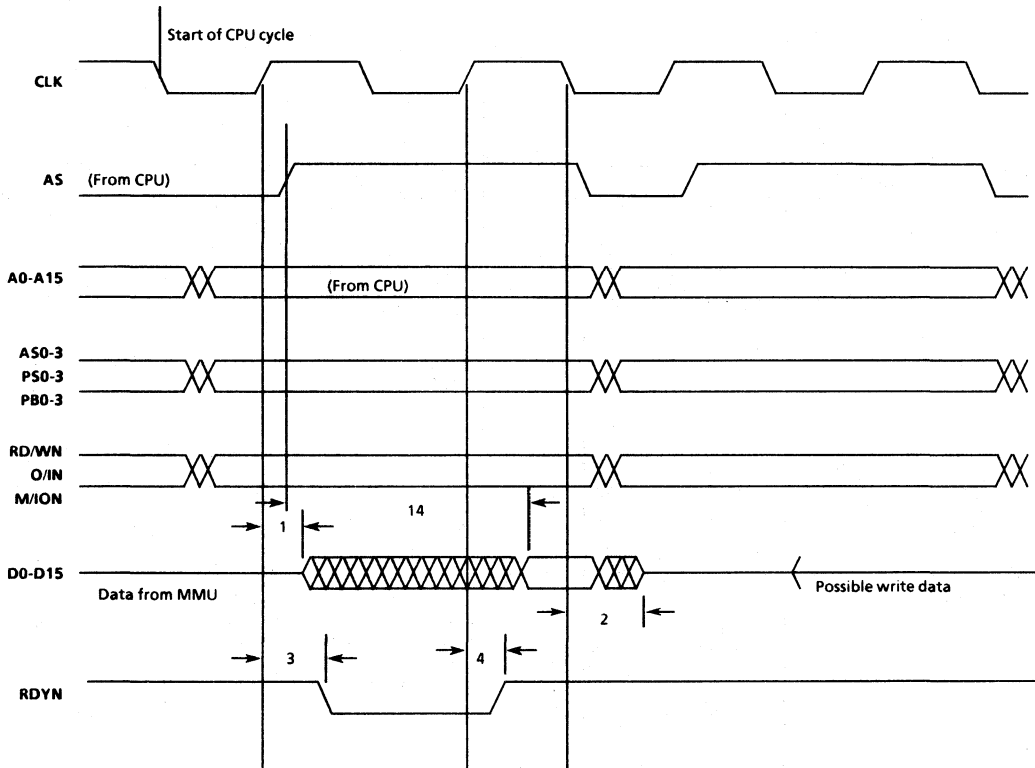 Start of CPU cycle
CLK
AS (From CPU)
A0-A15
(From CPU)
AS0-3
PS0-3
PB0-3
RD/WN
O/IN
M/ION
14
1
D0-D15
Data from MMU
Possible write data
2
3
4
RDYN